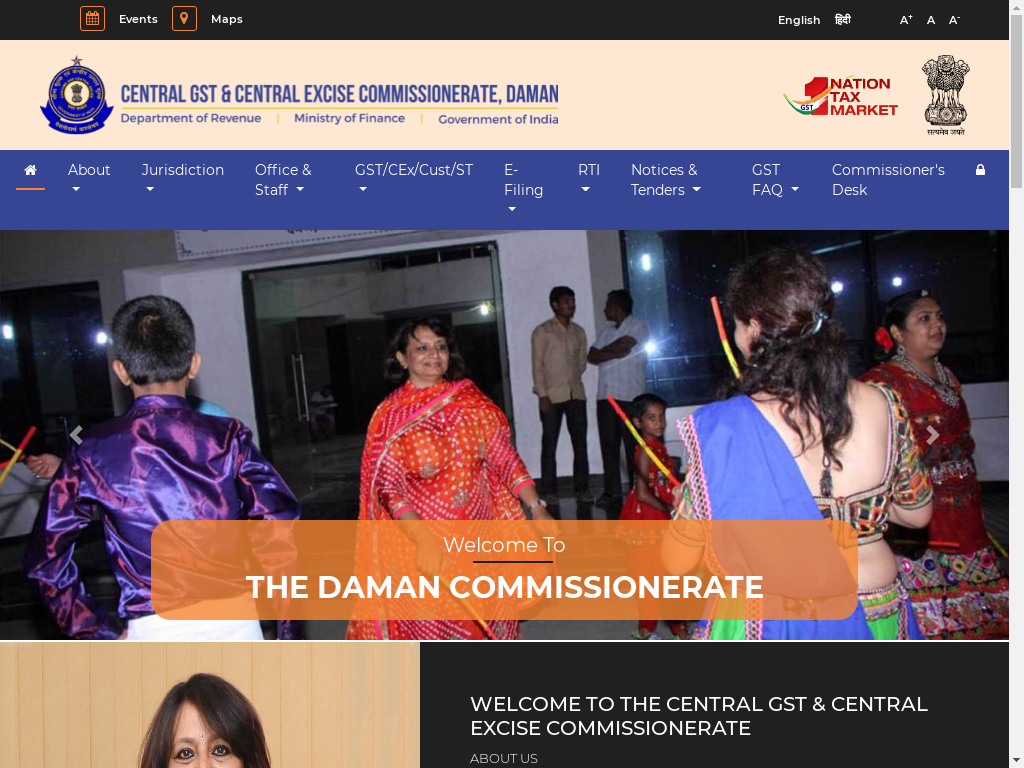 Events
Maps
English
हिंदी
A+
A
A-
CENTRAL GST & CENTRAL EXCISE COMMISSIONERATE, DAMAN
Department of Revenue | Ministry of Finance | Government of India
NATION
TAX
MARKET
GST
सत्यमेव जयते
About
Jurisdiction
Office & Staff
GST/CEx/Cust/ST
E-Filing
RTI
Notices & Tenders
GST FAQ
Commissioner's Desk
Welcome To
THE DAMAN COMMISSIONERATE
WELCOME TO THE CENTRAL GST & CENTRAL
EXCISE COMMISSIONERATE
ABOUT US